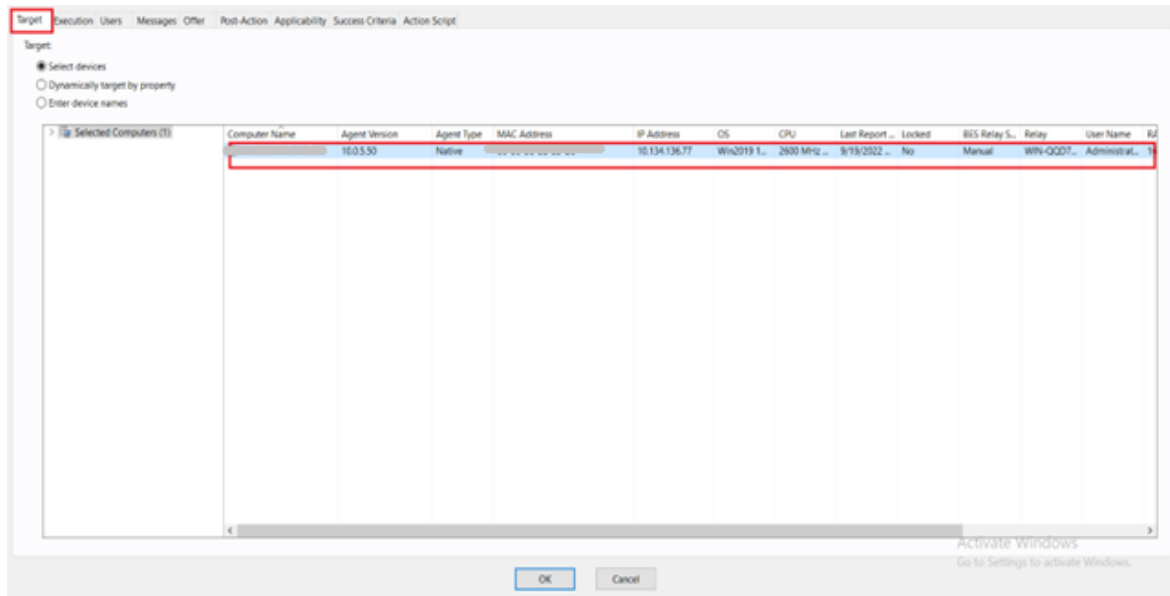 Target Execution Users Messages Offer Post-Action Applicability Success Criteria Action Script
Target:
Select devices
Dynamically target by property
Enter device names
Selected Computers (1)
Computer Name Agent Version Agent Type MAC Address IP Address OS CPU Last Report ... Locked BES Relay S... Relay User Name RA
10.0.5.50 Native 10.134.136.77 Win2019 1... 2600 MHz ... 9/19/2022 ... No Manual WIN-QQD7... Administrat... 16
Activate Windows
Go to Settings to activate Windows.
OK Cancel